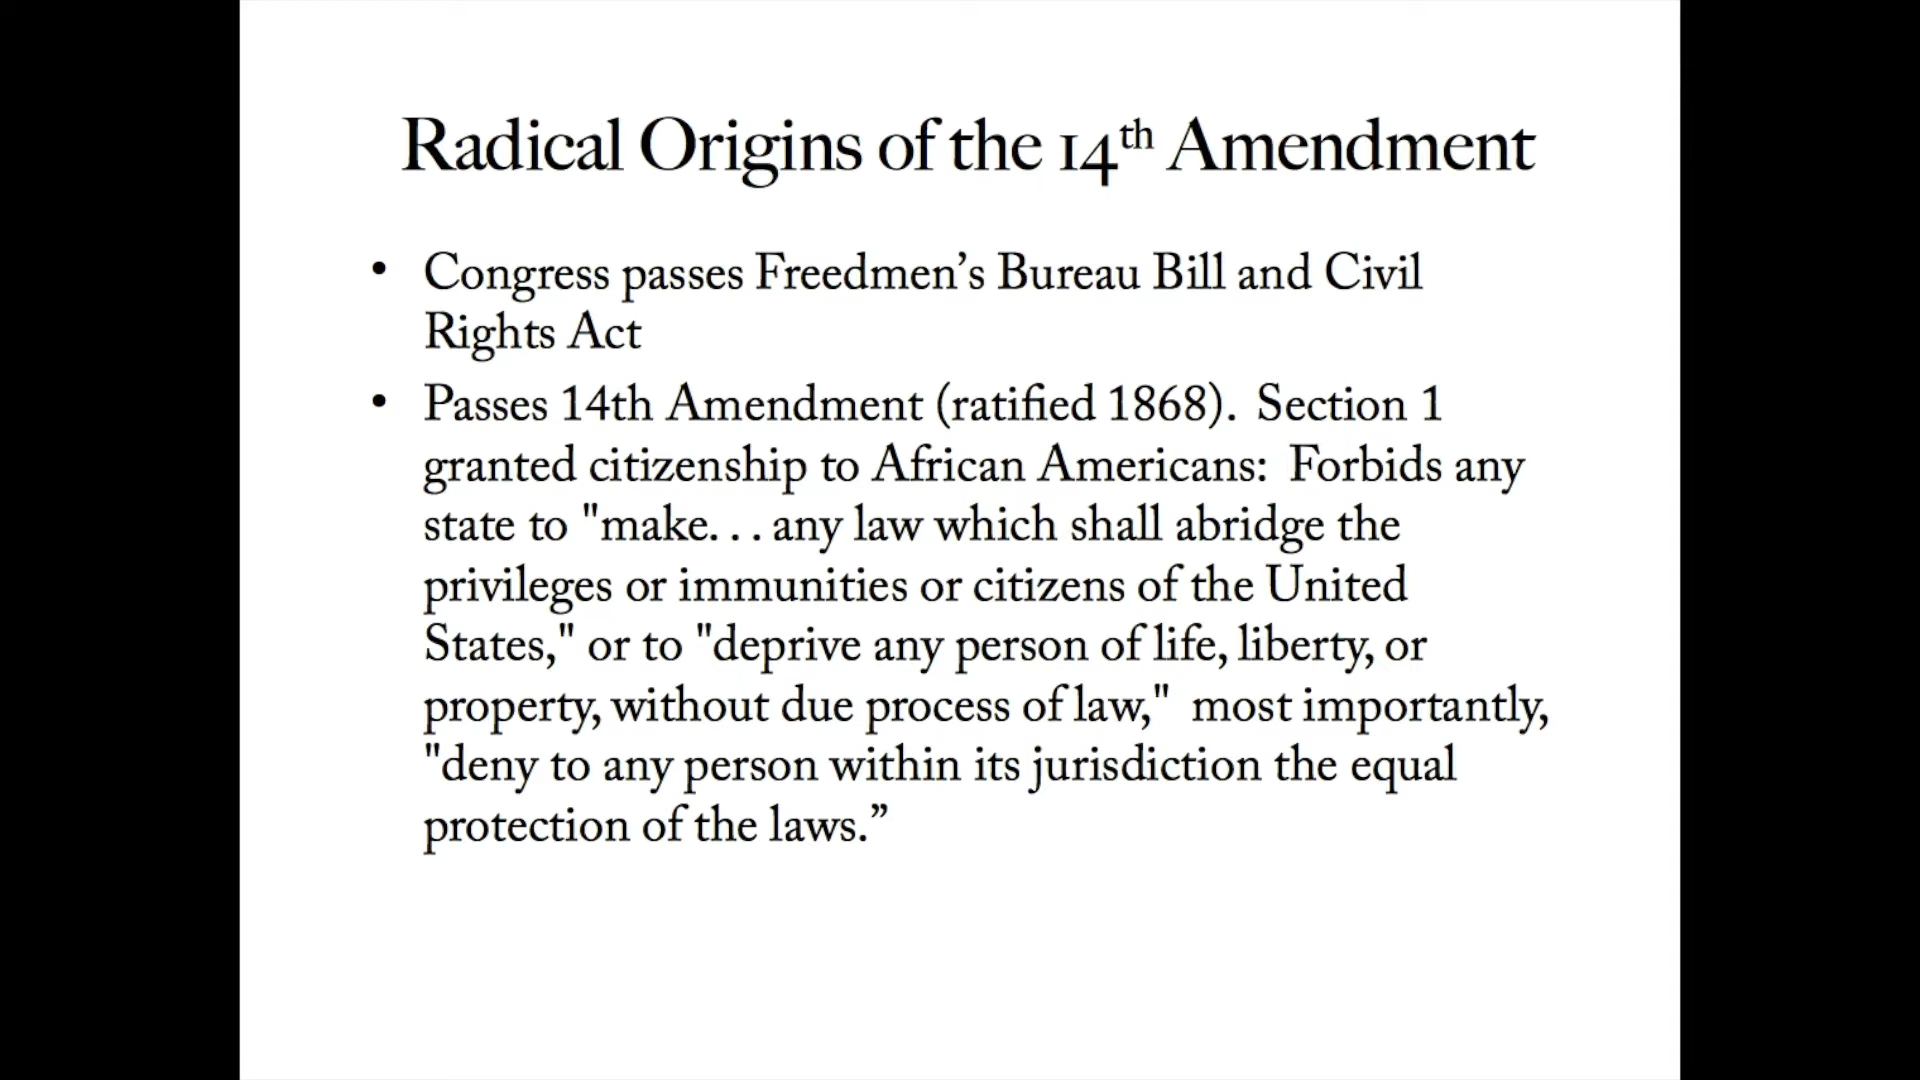 Radical Origins of the 14th Amendment
• Congress passes Freedmen’s Bureau Bill and Civil
Rights Act
• Passes 14th Amendment (ratified 1868). Section 1
granted citizenship to African Americans: Forbids any
state to "make. . . any law which shall abridge the
privileges or immunities or citizens of the United
States," or to "deprive any person of life, liberty, or
property, without due process of law," most importantly,
"deny to any person within its jurisdiction the equal
protection of the laws.”